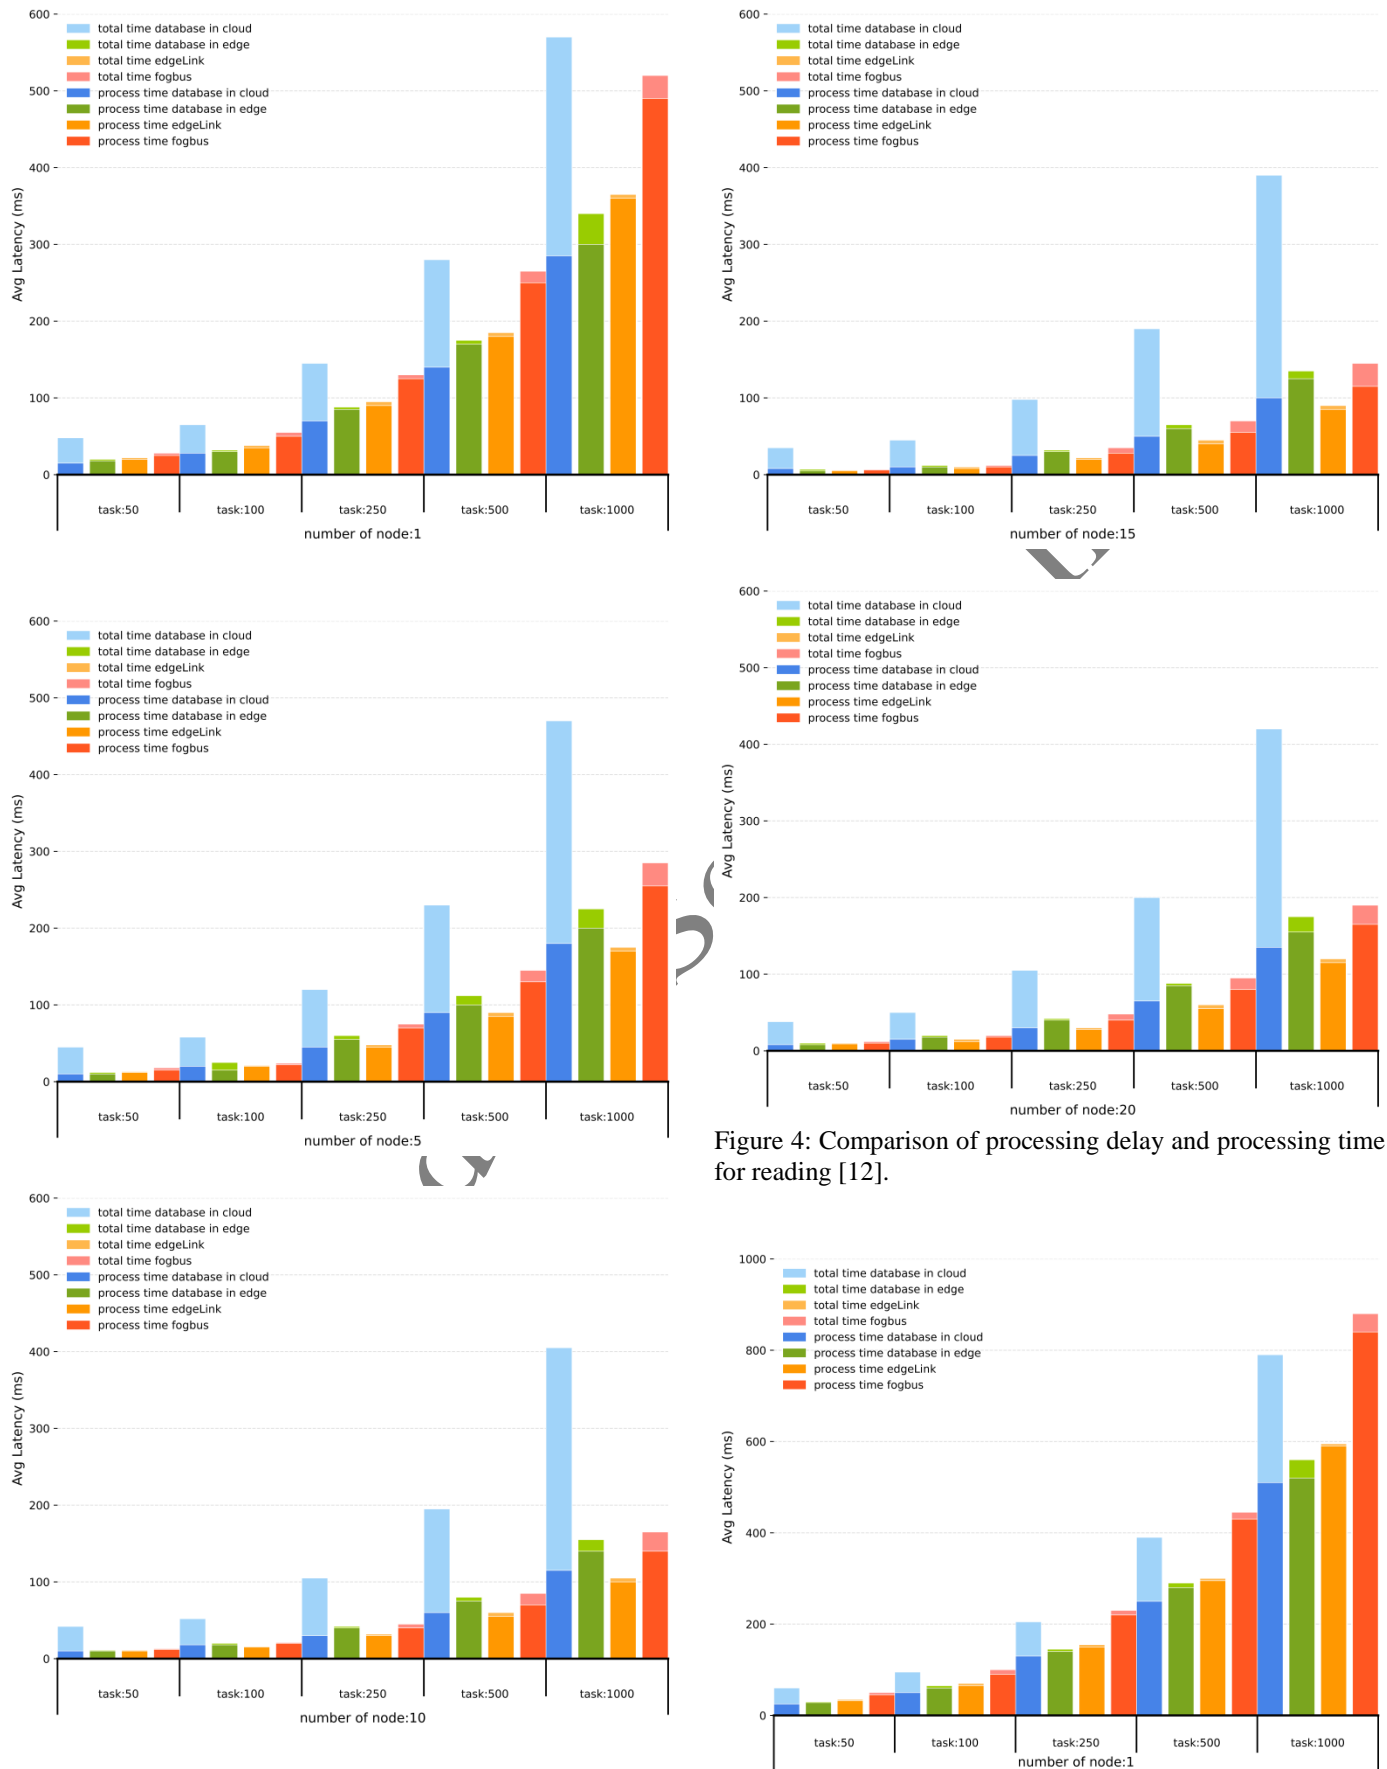 600
500
400
300
200
100
0
Avg Latency (ms)
total time database in cloud
total time database in edge
total time edgeLink
total time fogbus
process time database in cloud
process time database in edge
process time edgeLink
process time fogbus
task:50
task:100
task:250
task:500
task:1000
number of node:1
600
500
400
300
200
100
0
Avg Latency (ms)
total time database in cloud
total time database in edge
total time edgeLink
total time fogbus
process time database in cloud
process time database in edge
process time edgeLink
process time fogbus
task:50
task:100
task:250
task:500
task:1000
number of node:5
600
500
400
300
200
100
0
Avg Latency (ms)
total time database in cloud
total time database in edge
total time edgeLink
total time fogbus
process time database in cloud
process time database in edge
process time edgeLink
process time fogbus
task:50
task:100
task:250
task:500
task:1000
number of node:10
600
500
400
300
200
100
0
Avg Latency (ms)
total time database in cloud
total time database in edge
total time edgeLink
total time fogbus
process time database in cloud
process time database in edge
process time edgeLink
process time fogbus
task:50
task:100
task:250
task:500
task:1000
number of node:15
600
500
400
300
200
100
0
Avg Latency (ms)
total time database in cloud
total time database in edge
total time edgeLink
total time fogbus
process time database in cloud
process time database in edge
process time edgeLink
process time fogbus
task:50
task:100
task:250
task:500
task:1000
number of node:20
Figure 4: Comparison of processing delay and processing time
for reading [12].
1000
800
600
400
200
0
Avg Latency (ms)
total time database in cloud
total time database in edge
total time edgeLink
total time fogbus
process time database in cloud
process time database in edge
process time edgeLink
process time fogbus
task:50
task:100
task:250
task:500
task:1000
number of node:1